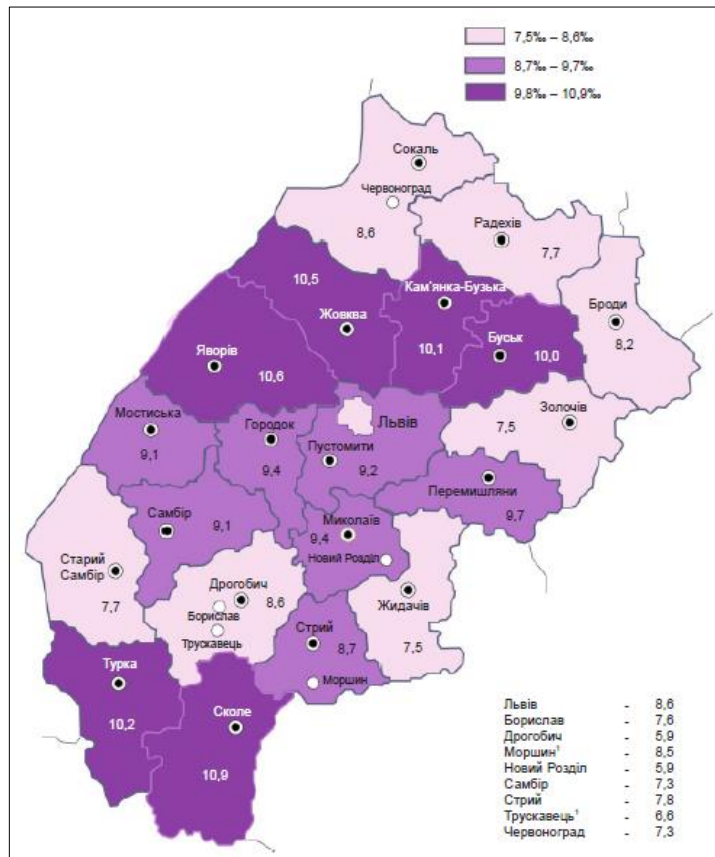 7,5‰ – 8,6‰
8,7‰ – 9,7‰
9,8‰ – 10,9‰
Сокаль
Червоноград
8,6
Радехів
7,7
10,5
Жовква
Кам'янка-Бузька
10,1
Броди
8,2
Буськ
10,0
Яворів
10,6
Мостиська
9,1
Городок
9,4
Львів
Пустомити
9,2
Золочів
7,5
Перемишляни
9,7
Самбір
9,1
Миколаїв
9,4
Новий Розділ
Старий
Самбір
7,7
Дрогобич
8,6
Борислав
Трускавець
Жидачів
7,5
Стрий
8,7
Моршин
Турка
10,2
Сколе
10,9
Львів - 8,6
Борислав - 7,6
Дрогобич - 5,9
Моршин¹ - 8,5
Новий Розділ - 5,9
Самбір - 7,3
Стрий - 7,8
Трускавець¹ - 6,6
Червоноград - 7,3